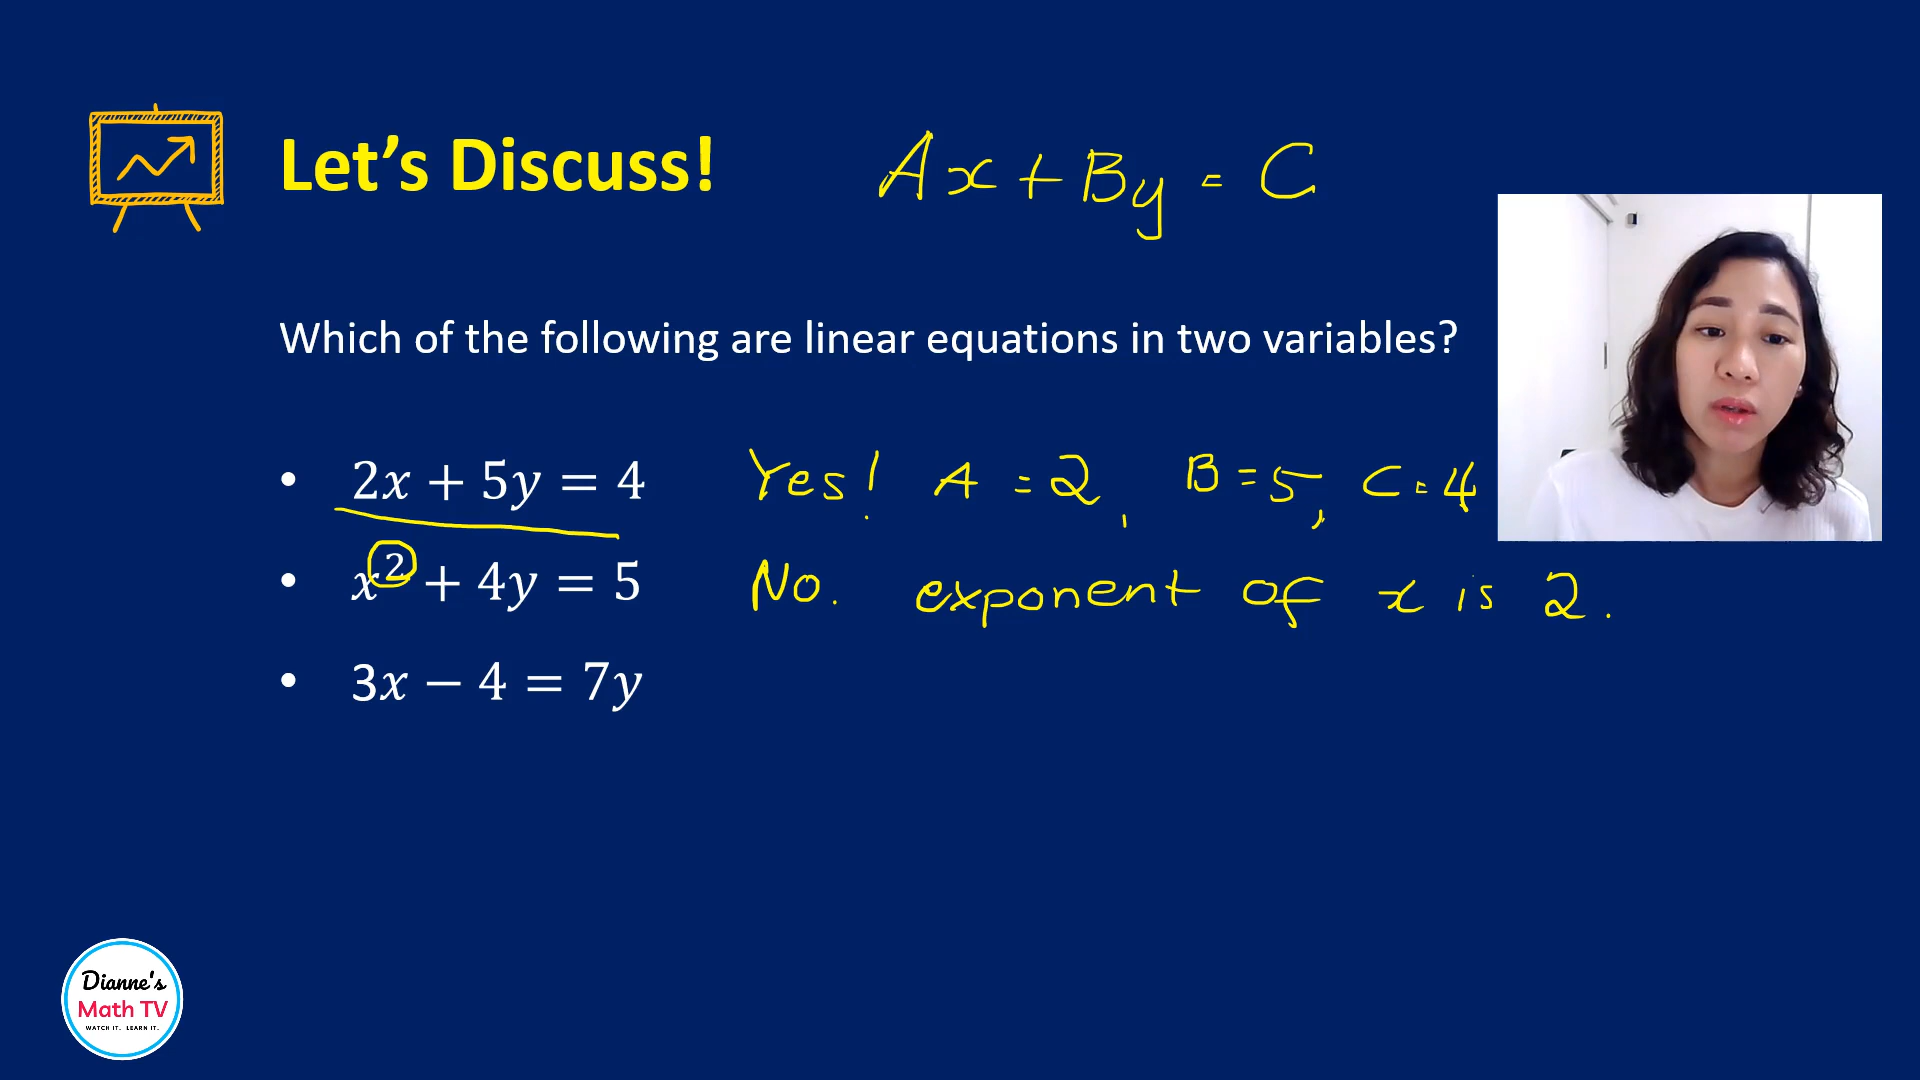 Let's Discuss! Ax + By = C
Which of the following are linear equations in two variables?
• 2x + 5y = 4 Yes! A = 2, B = 5, C = 4
• x² + 4y = 5 No. exponent of x is 2.
• 3x − 4 = 7y
Dianne's
Math TV
WATCH IT. LEARN IT.